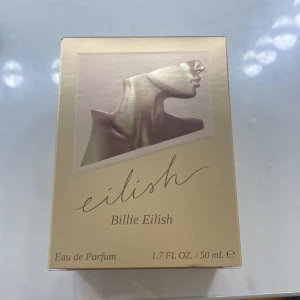 eilish
Billie Eilish
Eau de Parfum 1.7 FL OZ. / 50 mL ℮